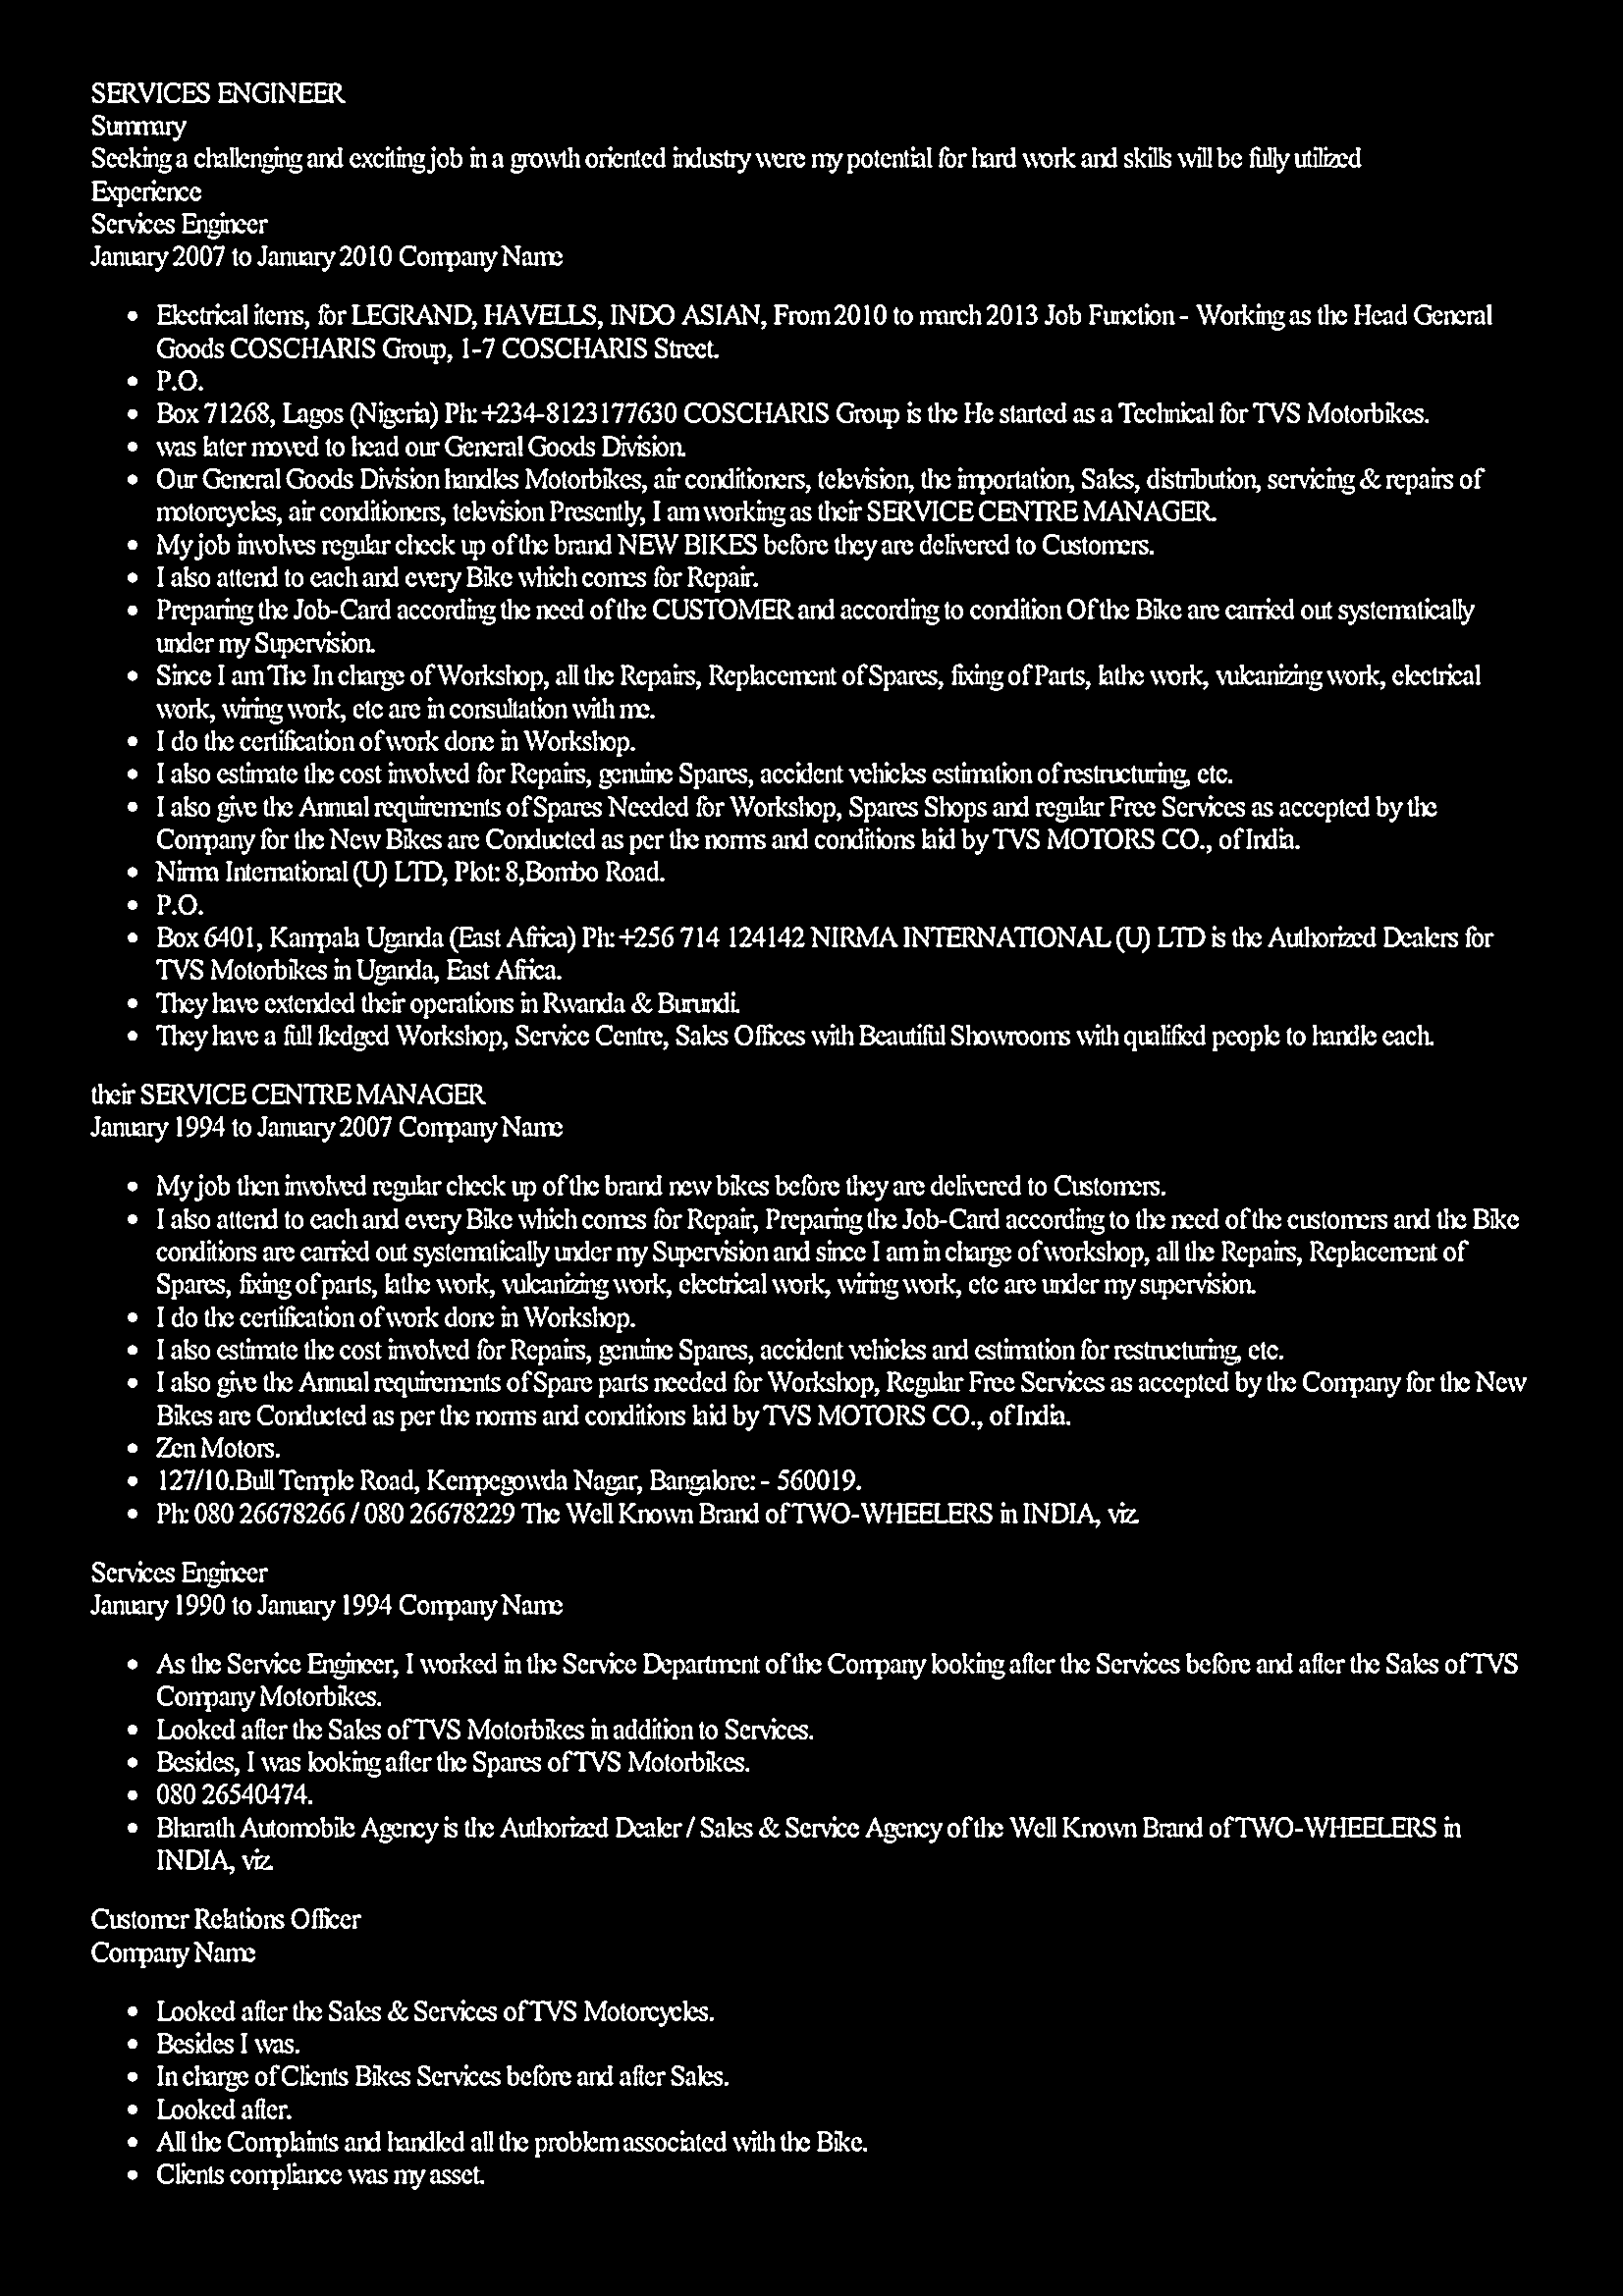 SERVICES ENGINEER
Summary
Seeking a challenging and exciting job in a growth oriented industry were my potential for hard work and skills will be fully utilized
Experience
Services Engineer
January 2007 to January 2010 Company Name
• Electrical items, for LEGRAND, HAVELLS, INDO ASIAN, From 2010 to march 2013 Job Function - Working as the Head General
Goods COSCHARIS Group, 1-7 COSCHARIS Street.
• P.O.
• Box 71268, Lagos (Nigeria) Ph: +234-8123177630 COSCHARIS Group is the He started as a Technical for TVS Motorbikes.
• was later moved to head our General Goods Division.
• Our General Goods Division handles Motorbikes, air conditioners, television, the importation, Sales, distribution, servicing & repairs of
motorcycles, air conditioners, television Presently, I am working as their SERVICE CENTRE MANAGER.
• My job involves regular check up of the brand NEW BIKES before they are delivered to Customers.
• I also attend to each and every Bike which comes for Repair.
• Preparing the Job-Card according the need of the CUSTOMER and according to condition Of the Bike are carried out systematically
under my Supervision.
• Since I am The In charge of Workshop, all the Repairs, Replacement of Spares, fixing of Parts, lathe work, vulcanizing work, electrical
work, wiring work, etc are in consultation with me.
• I do the certification of work done in Workshop.
• I also estimate the cost involved for Repairs, genuine Spares, accident vehicles estimation of restructuring, etc.
• I also give the Annual requirements of Spares Needed for Workshop, Spares Shops and regular Free Services as accepted by the
Company for the New Bikes are Conducted as per the norms and conditions laid by TVS MOTORS CO., of India.
• Nirma International (U) LTD, Plot: 8,Bombo Road.
• P.O.
• Box 6401, Kampala Uganda (East Africa) Ph: +256 714 124142 NIRMA INTERNATIONAL (U) LTD is the Authorized Dealers for
TVS Motorbikes in Uganda, East Africa.
• They have extended their operations in Rwanda & Burundi.
• They have a full fledged Workshop, Service Centre, Sales Offices with Beautiful Showrooms with qualified people to handle each.
their SERVICE CENTRE MANAGER
January 1994 to January 2007 Company Name
• My job then involved regular check up of the brand new bikes before they are delivered to Customers.
• I also attend to each and every Bike which comes for Repair, Preparing the Job-Card according to the need of the customers and the Bike
conditions are carried out systematically under my Supervision and since I am in charge of workshop, all the Repairs, Replacement of
Spares, fixing of parts, lathe work, vulcanizing work, electrical work, wiring work, etc are under my supervision.
• I do the certification of work done in Workshop.
• I also estimate the cost involved for Repairs, genuine Spares, accident vehicles and estimation for restructuring, etc.
• I also give the Annual requirements of Spare parts needed for Workshop, Regular Free Services as accepted by the Company for the New
Bikes are Conducted as per the norms and conditions laid by TVS MOTORS CO., of India.
• Zen Motors.
• 127/10.Bull Temple Road, Kempegowda Nagar, Bangalore: - 560019.
• Ph: 080 26678266 / 080 26678229 The Well Known Brand of TWO-WHEELERS in INDIA, viz.
Services Engineer
January 1990 to January 1994 Company Name
• As the Service Engineer, I worked in the Service Department of the Company looking after the Services before and after the Sales of TVS
Company Motorbikes.
• Looked after the Sales of TVS Motorbikes in addition to Services.
• Besides, I was looking after the Spares of TVS Motorbikes.
• 080 26540474.
• Bharath Automobile Agency is the Authorized Dealer / Sales & Service Agency of the Well Known Brand of TWO-WHEELERS in
INDIA, viz.
Customer Relations Officer
Company Name
• Looked after the Sales & Services of TVS Motorcycles.
• Besides I was.
• In charge of Clients Bikes Services before and after Sales.
• Looked after.
• All the Complaints and handled all the problem associated with the Bike.
• Clients compliance was my asset.